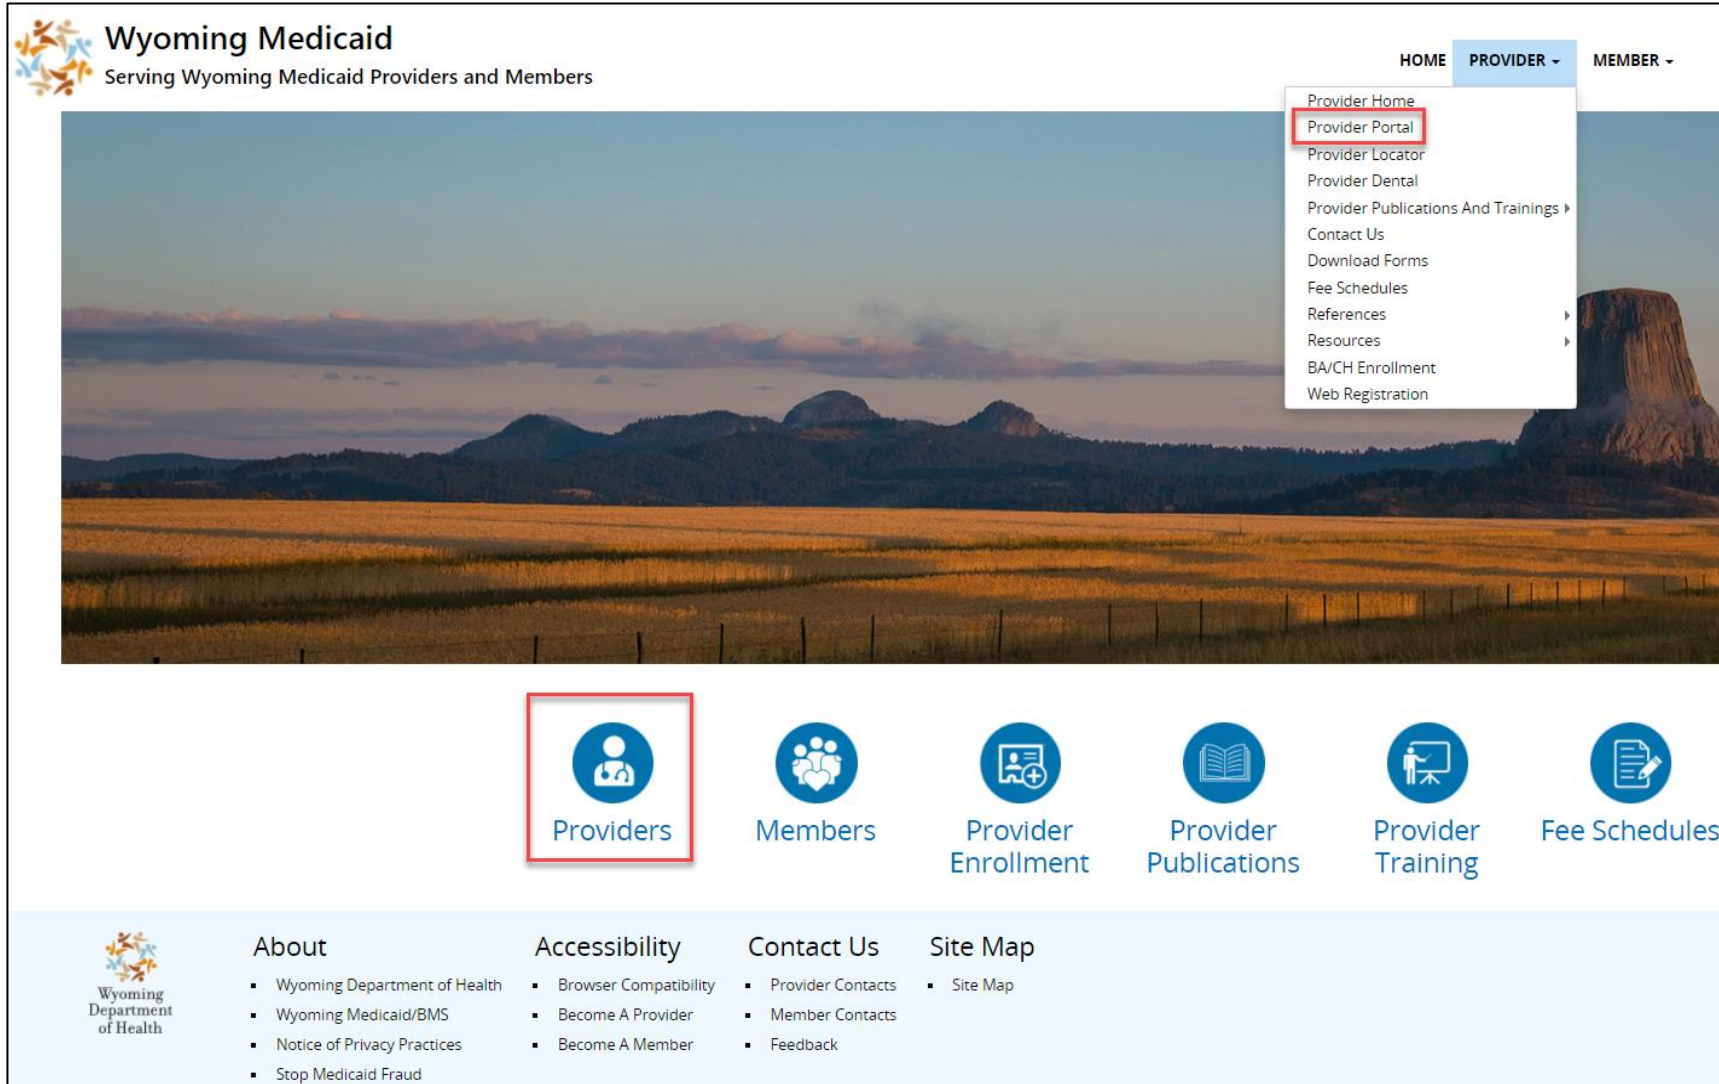 Wyoming Medicaid
Serving Wyoming Medicaid Providers and Members
HOME PROVIDER MEMBER
Provider Home
Provider Portal
Provider Locator
Provider Dental
Provider Publications And Trainings
Contact Us
Download Forms
Fee Schedules
References
Resources
BA/CH Enrollment
Web Registration
Providers
Members
Provider
Enrollment
Provider
Publications
Provider
Training
Fee Schedules
Wyoming
Department
of Health
About
Wyoming Department of Health
Wyoming Medicaid/BMS
Notice of Privacy Practices
Stop Medicaid Fraud
Accessibility
Browser Compatibility
Become A Provider
Become A Member
Contact Us
Provider Contacts
Member Contacts
Feedback
Site Map
Site Map